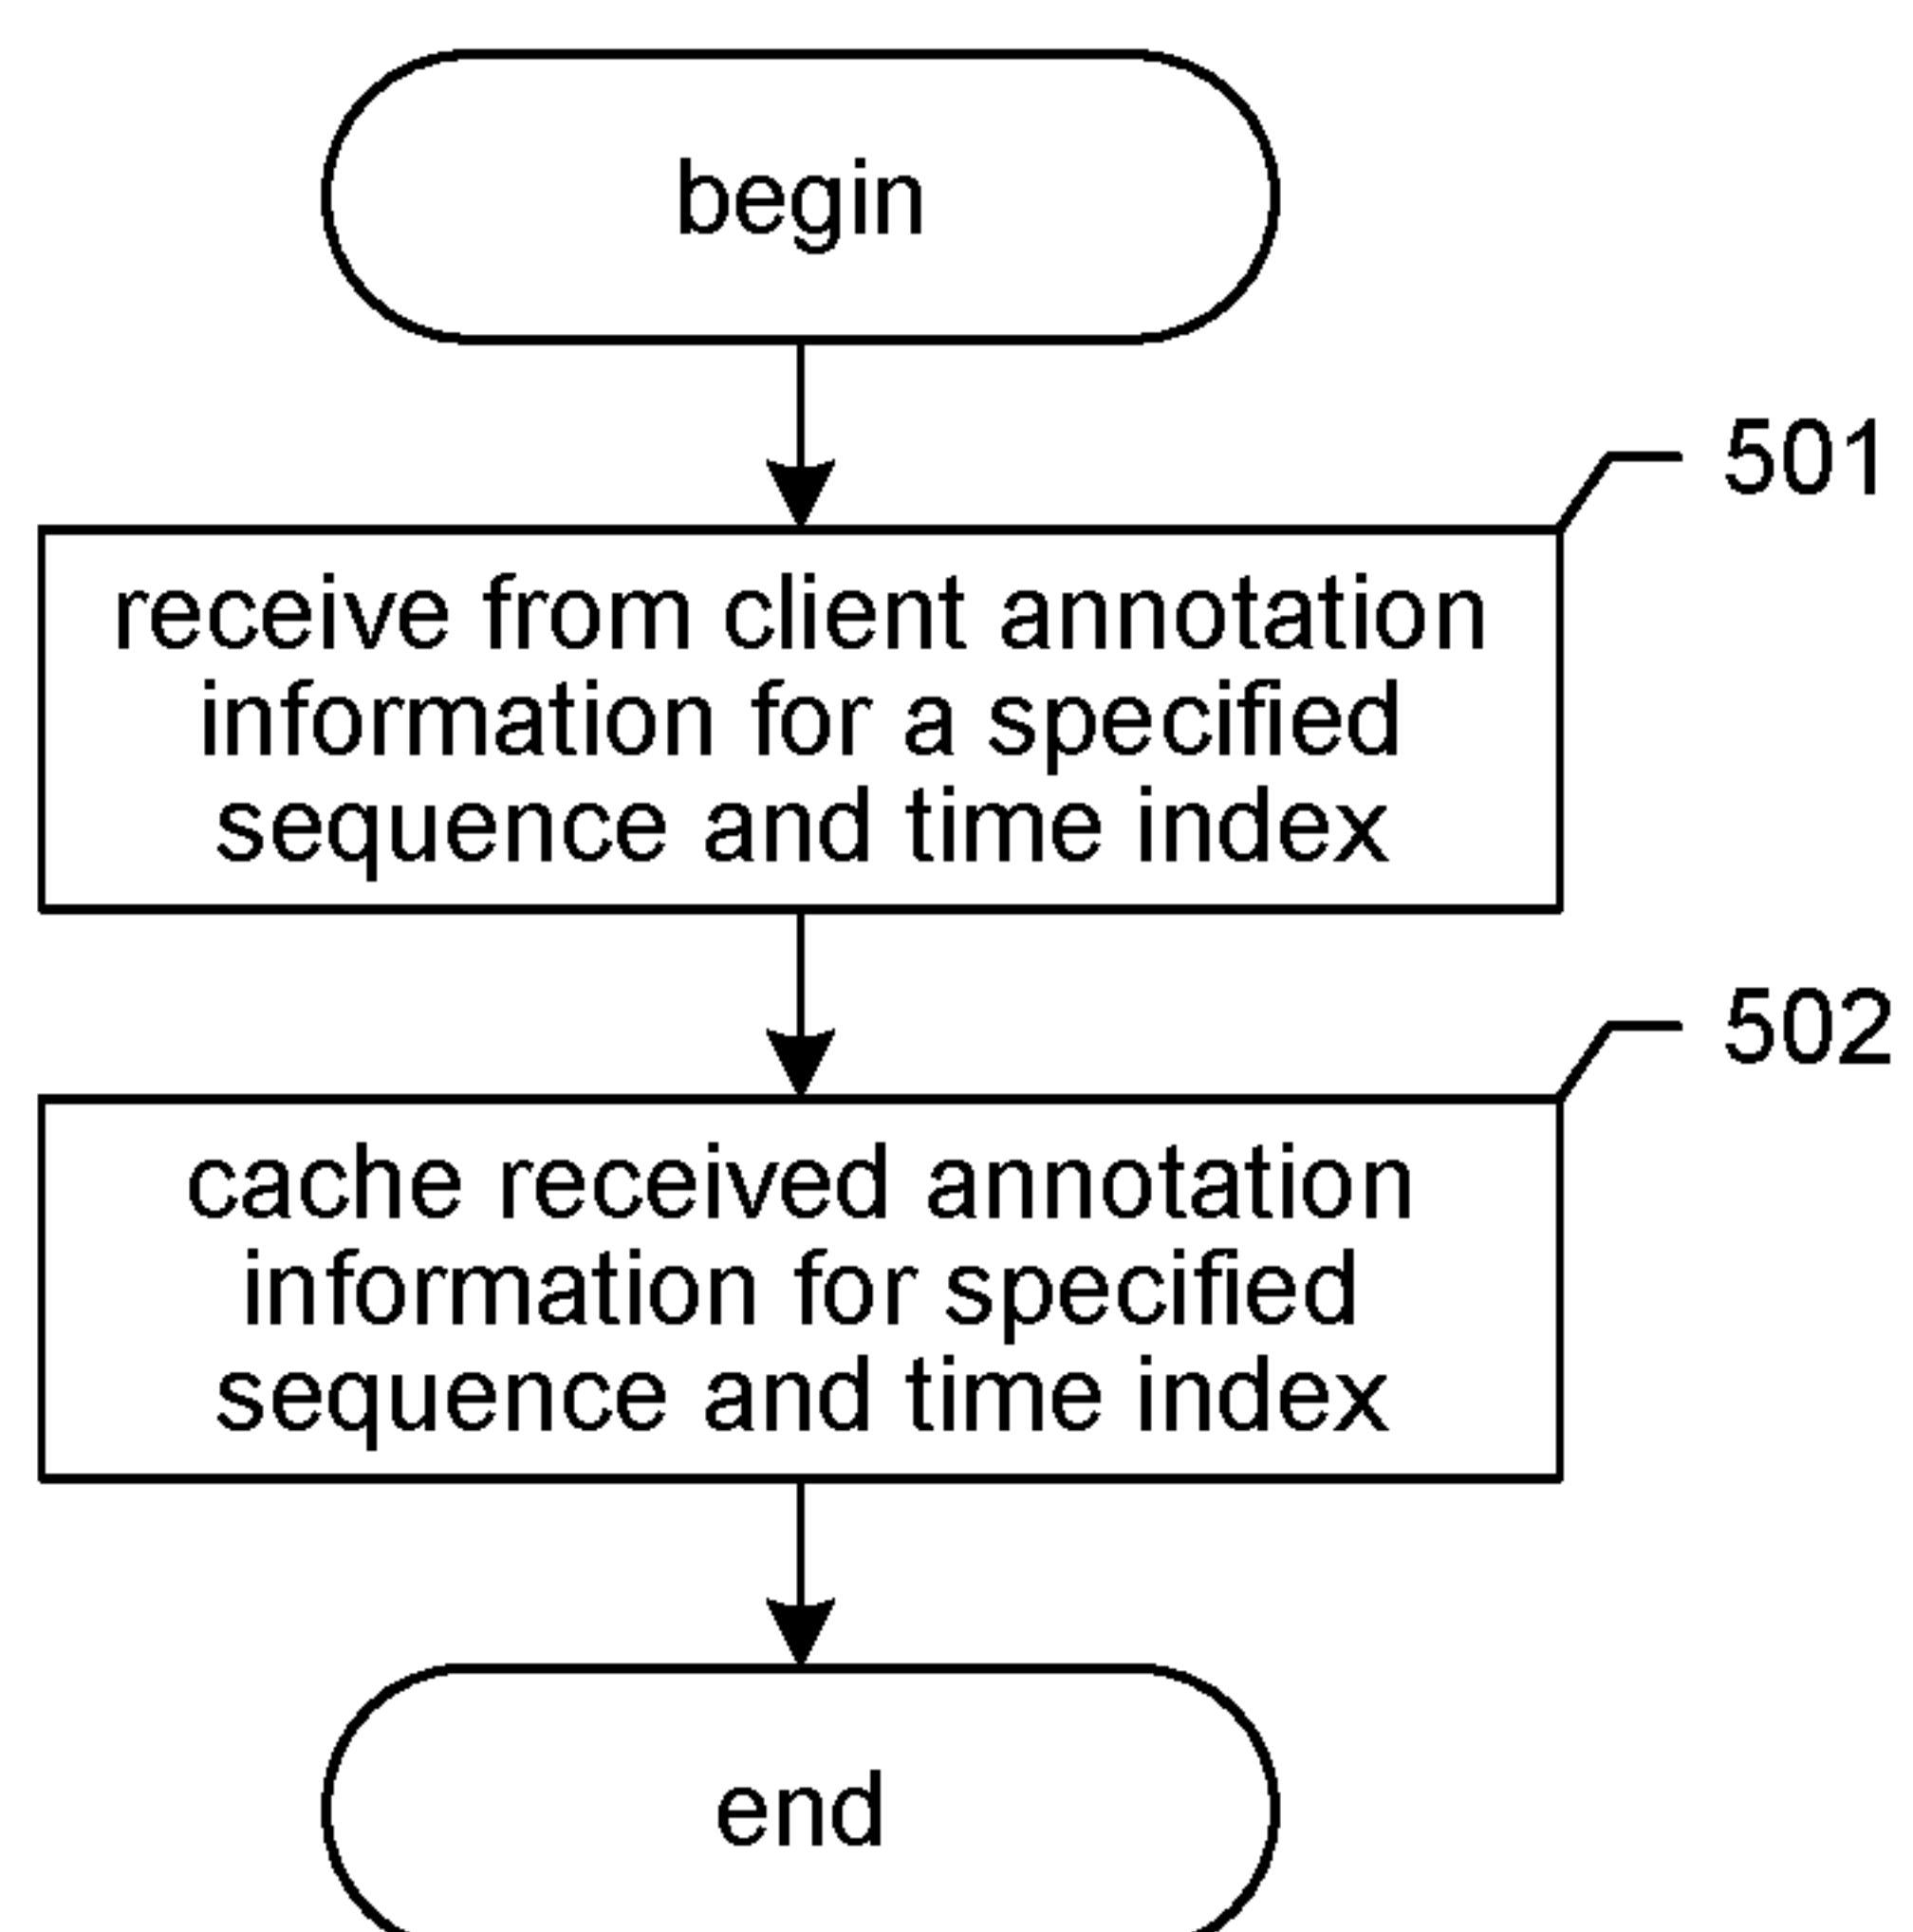 begin
501
receive from client annotation
information for a specified
sequence and time index
502
cache received annotation
information for specified
sequence and time index
end